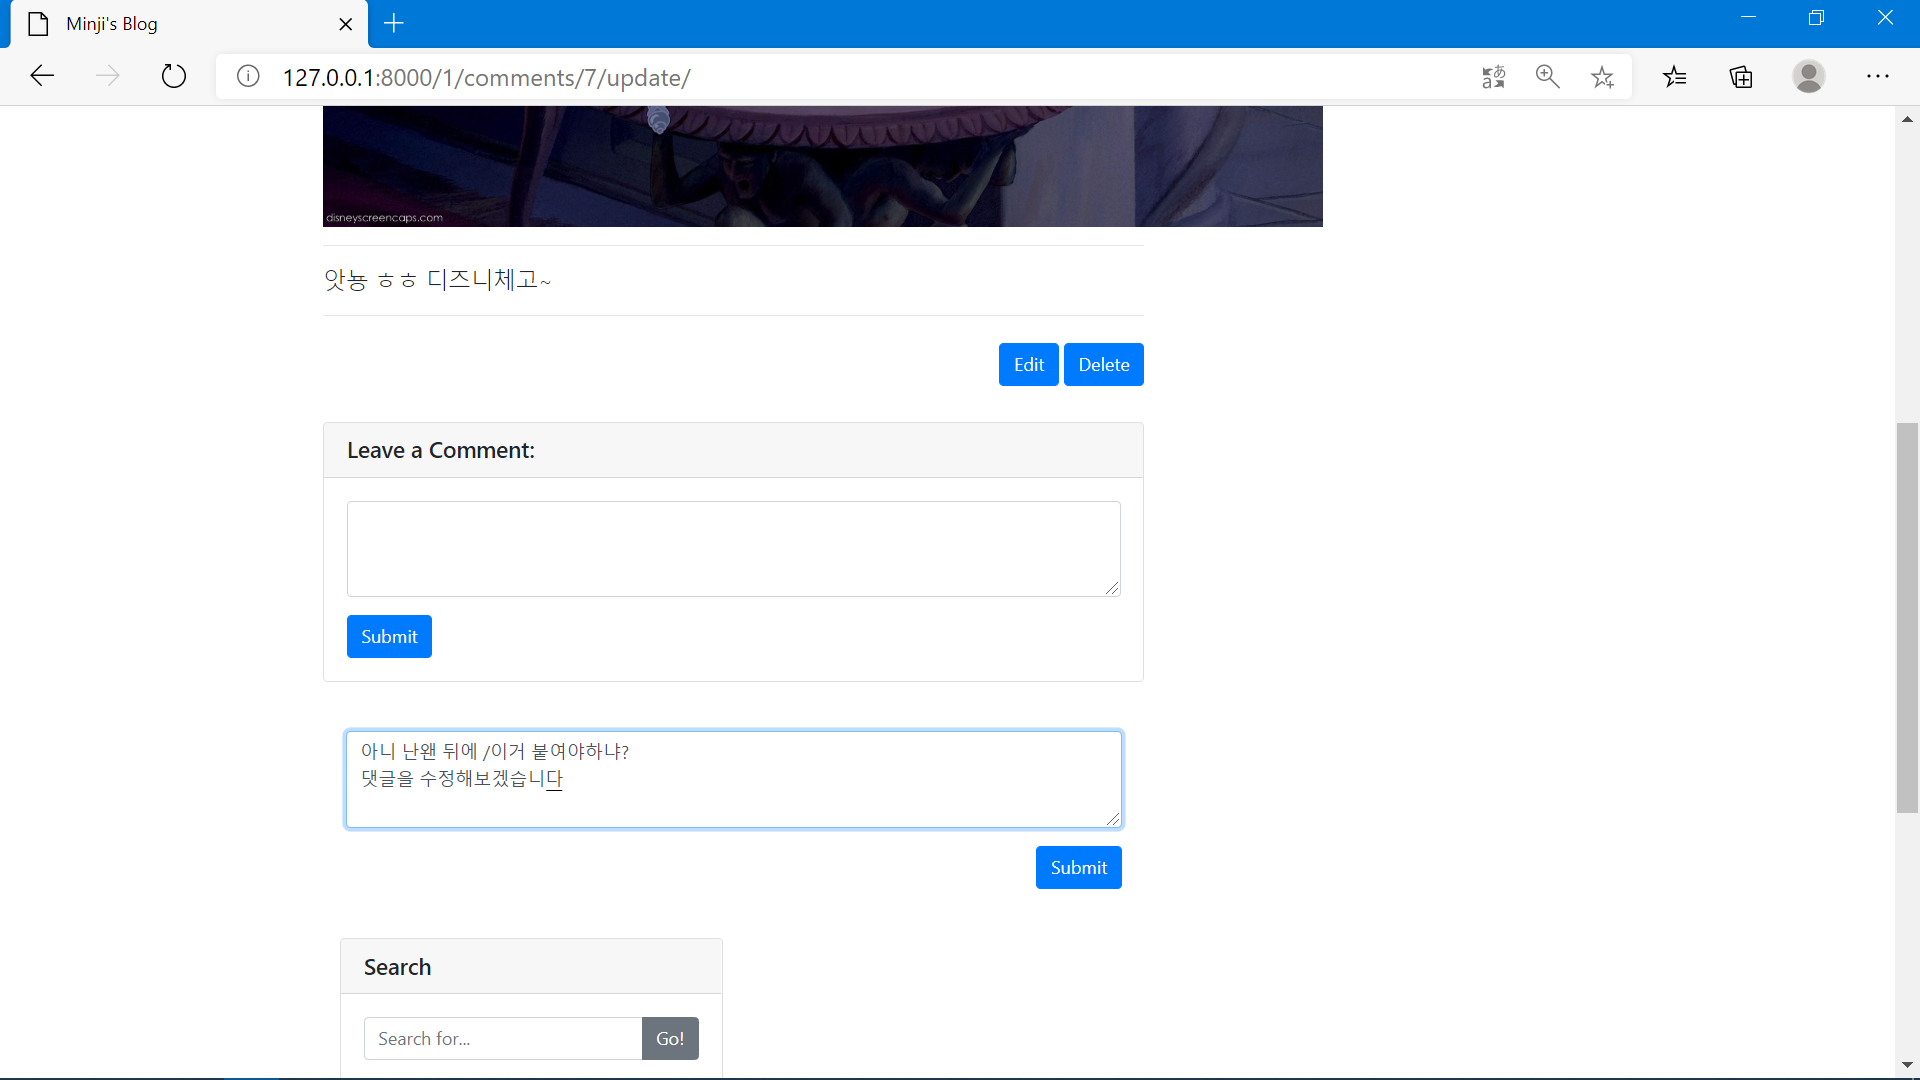 Minji's Blog
127.0.0.1:8000/1/comments/7/update/
disneyscreencaps.com
앗뇽 ㅎㅎ 디즈니체고~
Edit Delete
Leave a Comment:
Submit
아니 난왠 뒤에 /이거 붙여야하냐?
댓글을 수정해보겠습니다
Submit
Search
Search for... Go!